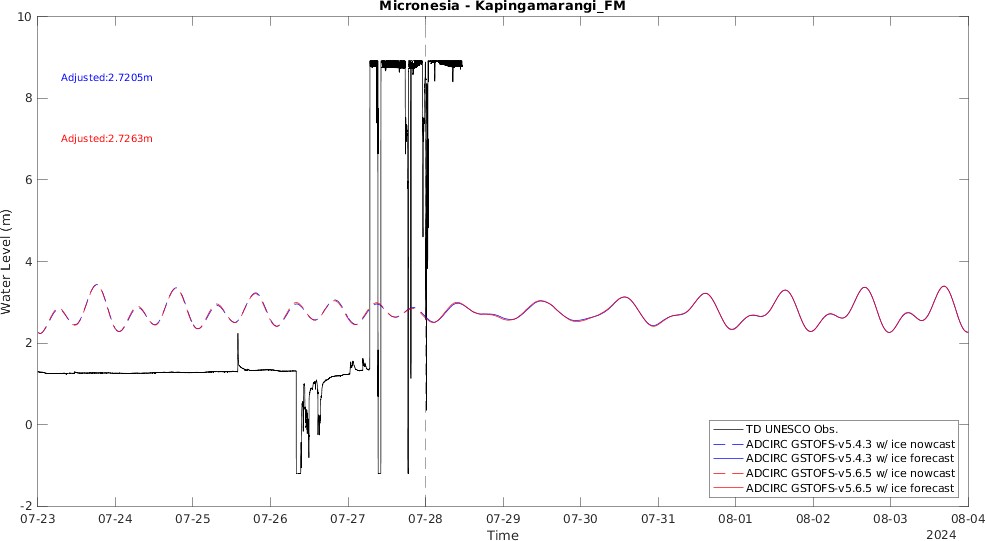 Micronesia - Kapingamarangi_FM
10
8
6
4
2
0
-2
Water Level (m)
Adjusted:2.7205m
Adjusted:2.7263m
TD UNESCO Obs.
ADCIRC GSTOFS-v5.4.3 w/ ice nowcast
ADCIRC GSTOFS-v5.4.3 w/ ice forecast
ADCIRC GSTOFS-v5.6.5 w/ ice nowcast
ADCIRC GSTOFS-v5.6.5 w/ ice forecast
07-23 07-24 07-25 07-26 07-27 07-28 07-29 07-30 07-31 08-01 08-02 08-03 08-04
Time
2024